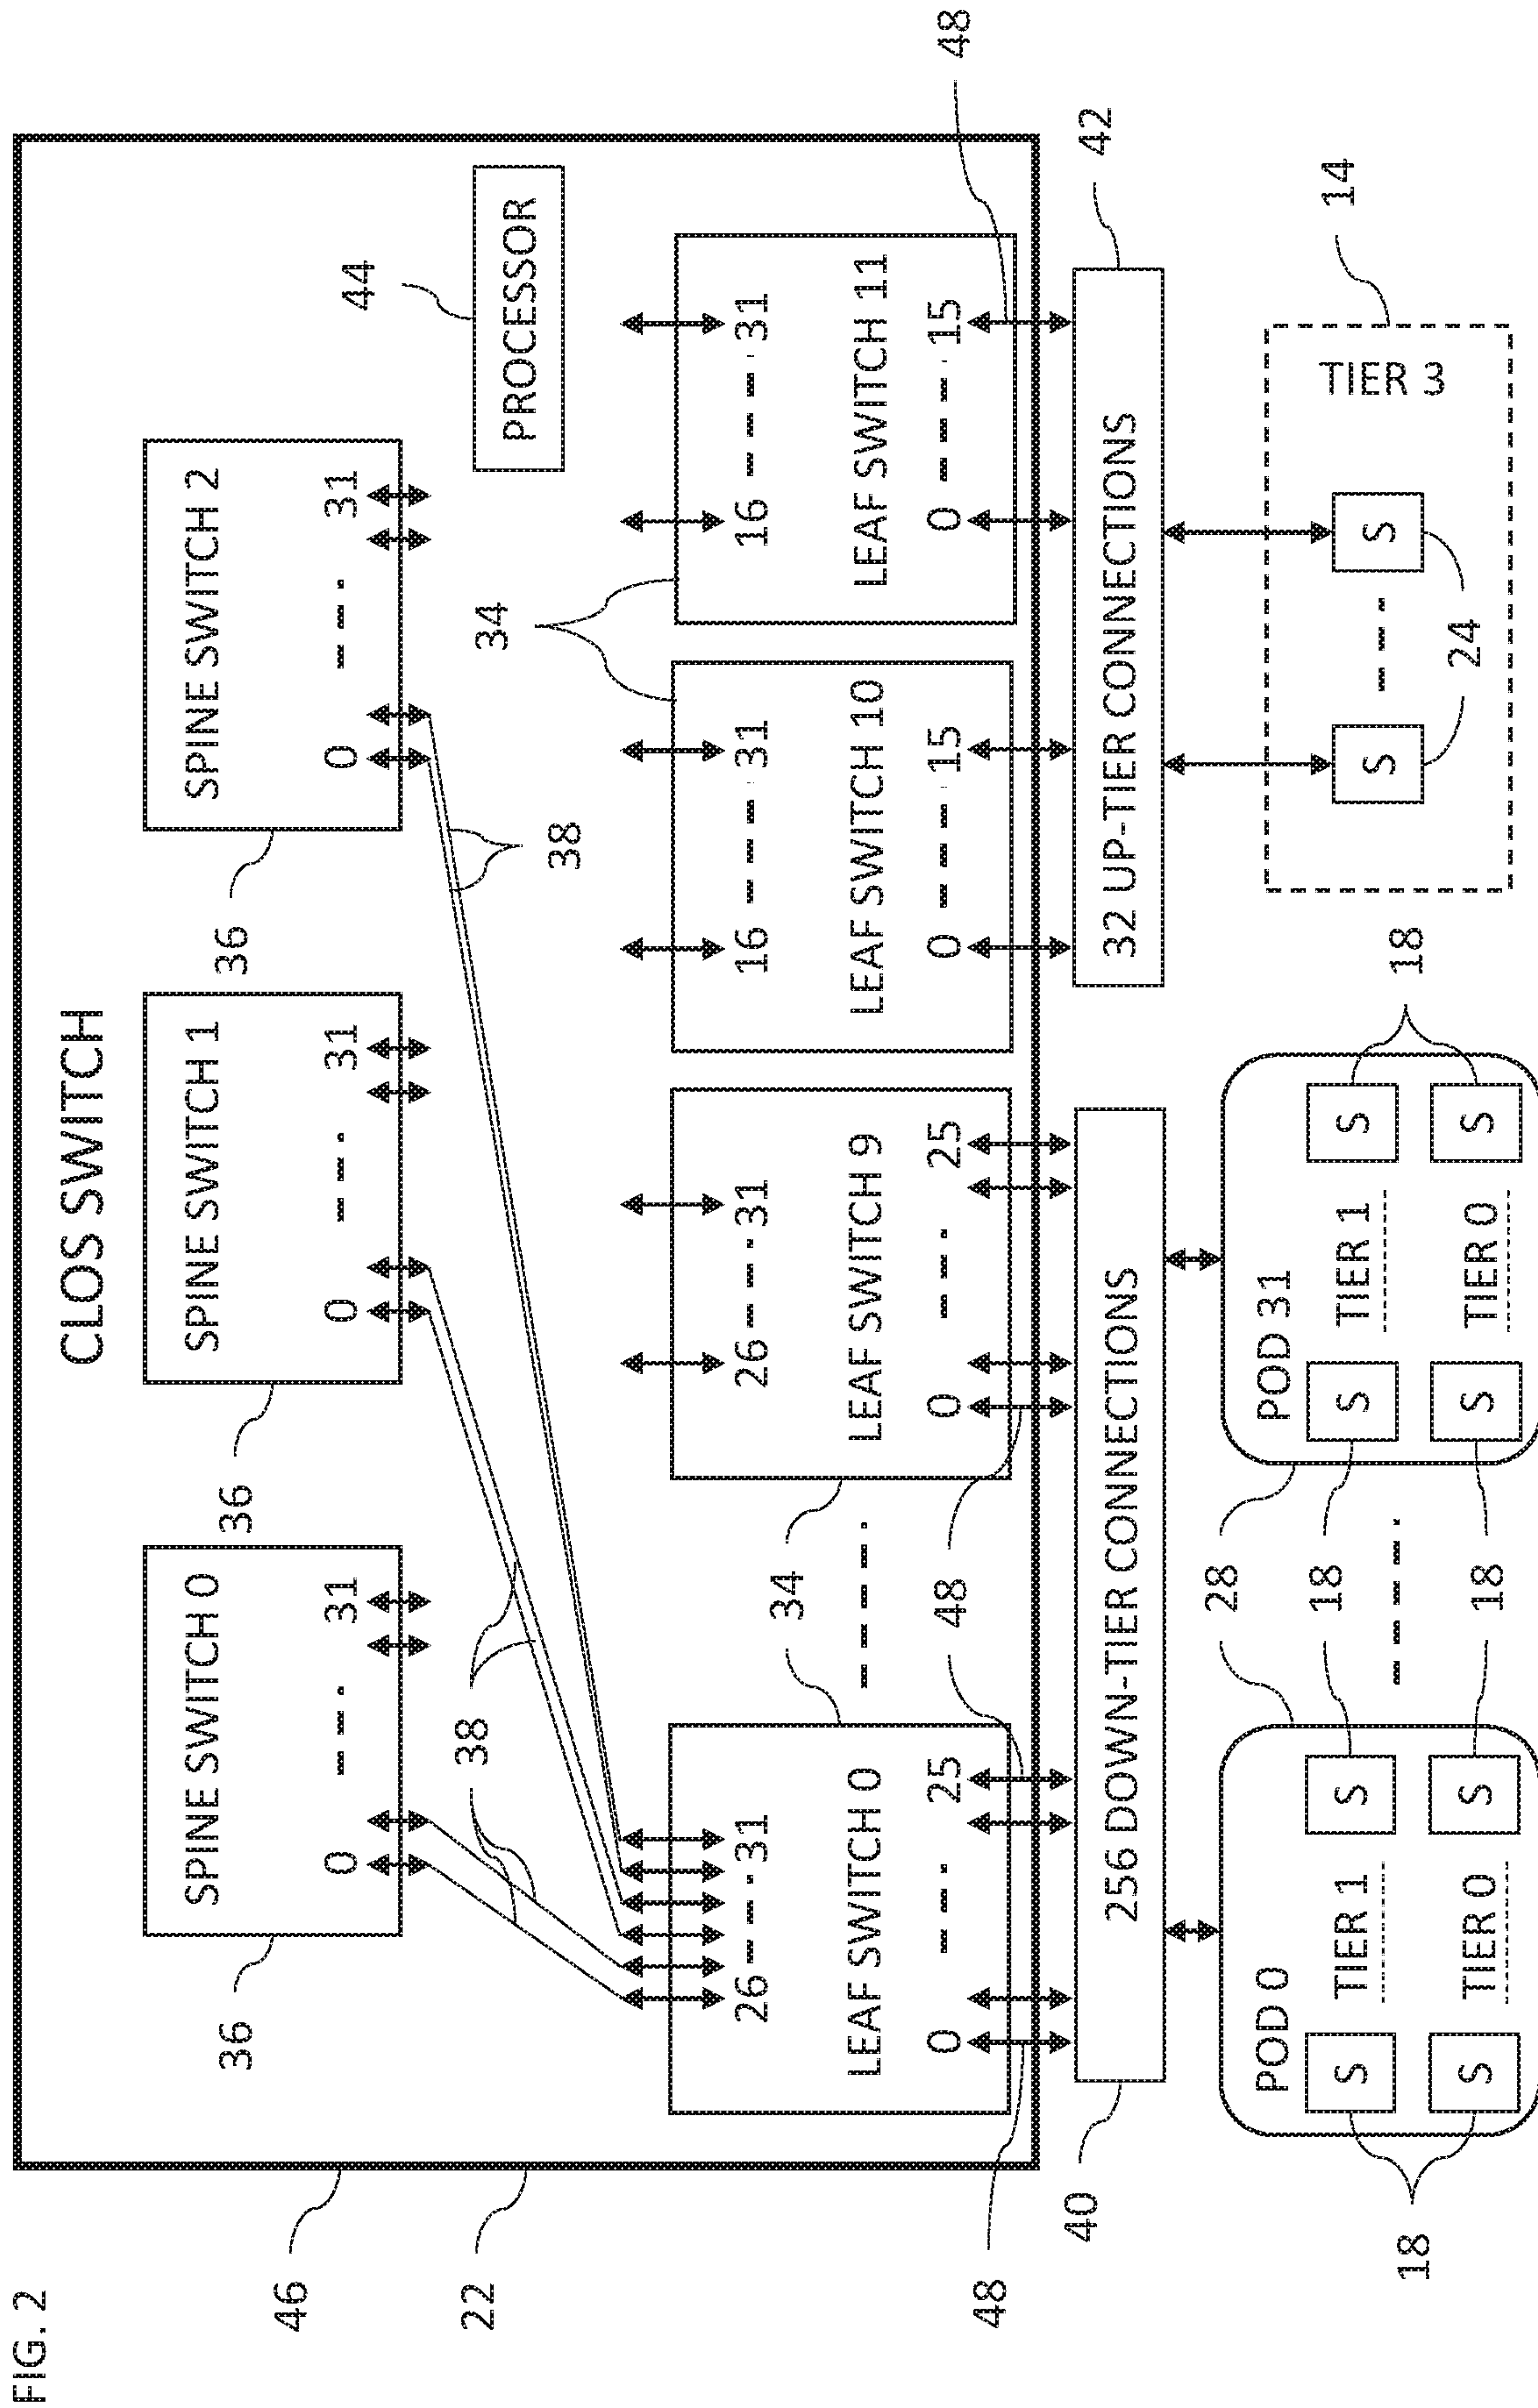 FIG. 2
CLOS SWITCH
46
22
SPINE SWITCH 0
0 31
36
SPINE SWITCH 1
0 31
36
SPINE SWITCH 2
0 31
36
38
38
44
PROCESSOR
26 31
LEAF SWITCH 0
0 25
34
26 31
LEAF SWITCH 9
0 25
16 31
LEAF SWITCH 10
0 15
34
16 31
LEAF SWITCH 11
0 15
48
48
48
40
256 DOWN-TIER CONNECTIONS
32 UP-TIER CONNECTIONS
42
POD 0
S TIER 1 S
S TIER 0 S
18
18
18
28
POD 31
S TIER 1 S
S TIER 0 S
18
18
18
TIER 3
S S
24
14